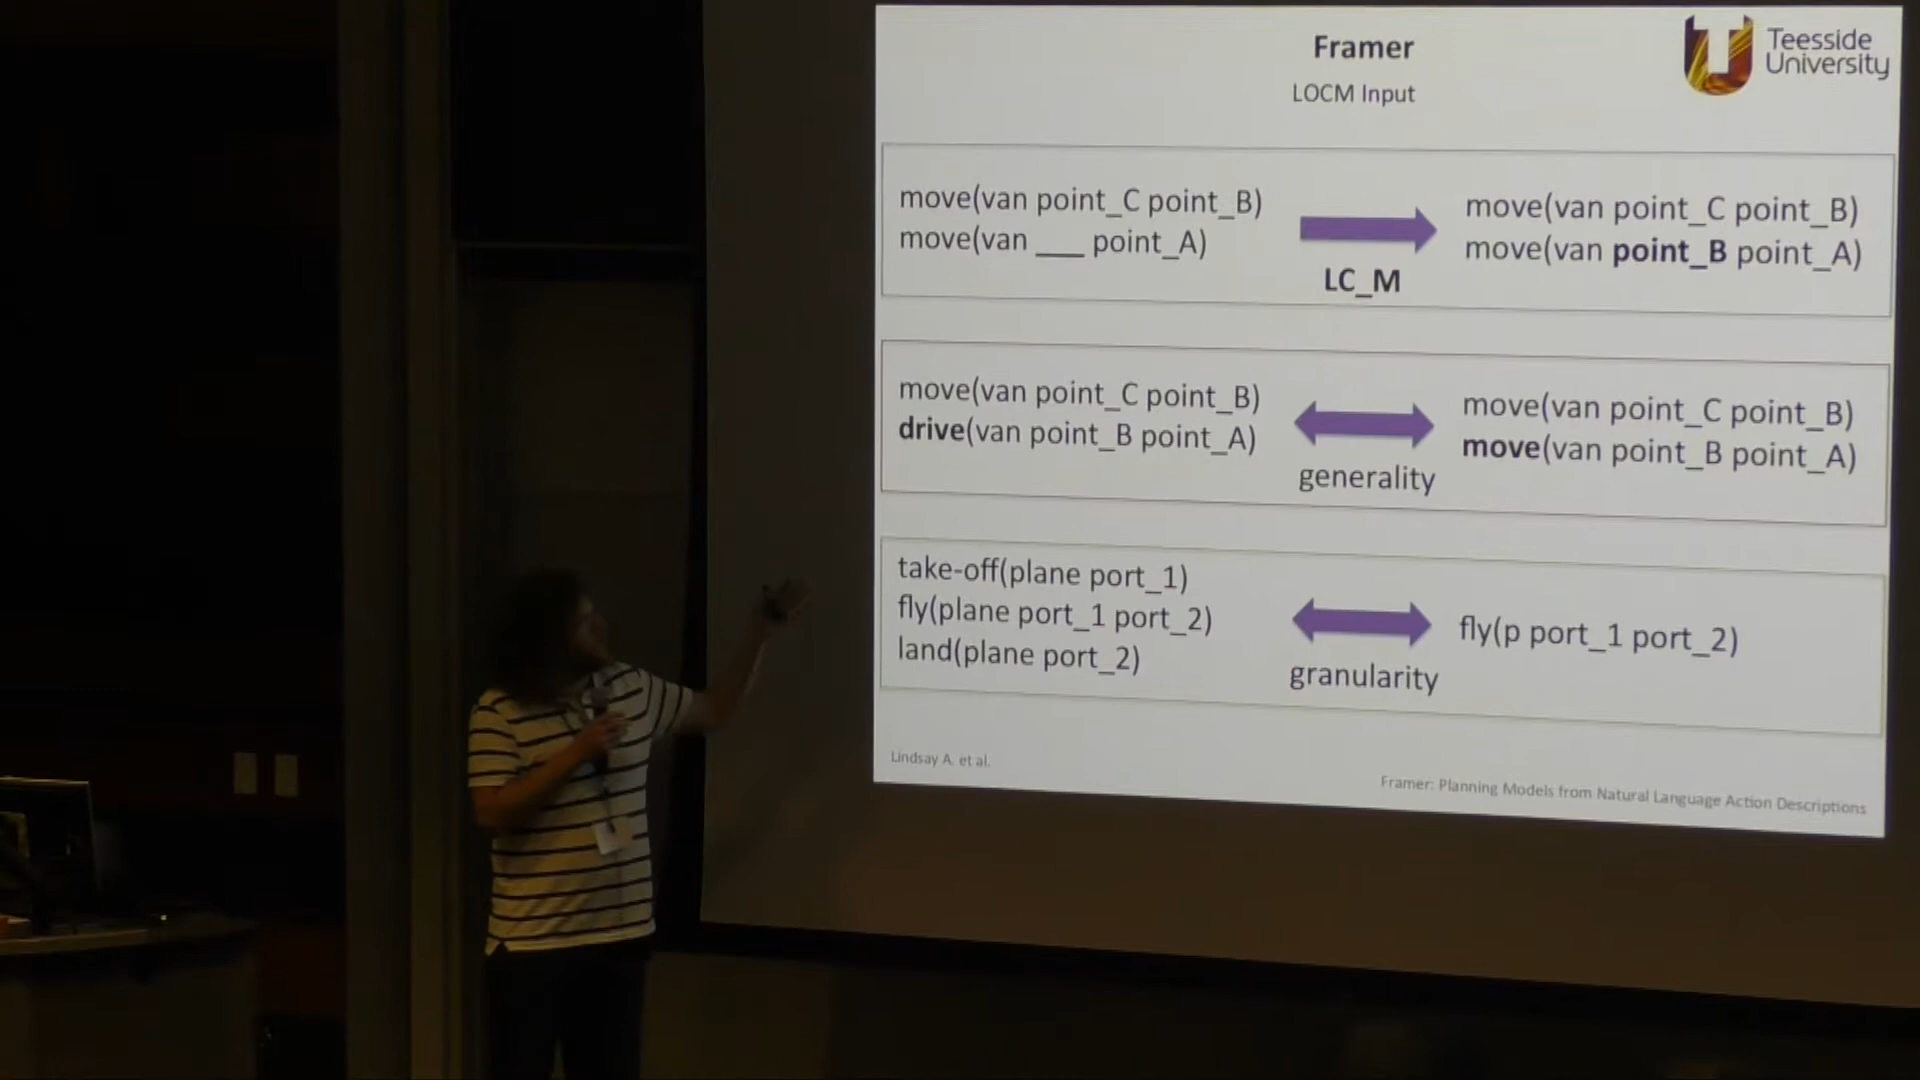 Framer
LOCM Input
Teesside
University
move(van point_C point_B)
move(van ___ point_A)
LC_M
move(van point_C point_B)
move(van point_B point_A)
move(van point_C point_B)
drive(van point_B point_A)
generality
move(van point_C point_B)
move(van point_B point_A)
take-off(plane port_1)
fly(plane port_1 port_2)
land(plane port_2)
granularity
fly(p port_1 port_2)
Lindsay A. et al.
Framer: Planning Models from Natural Language Action Descriptions